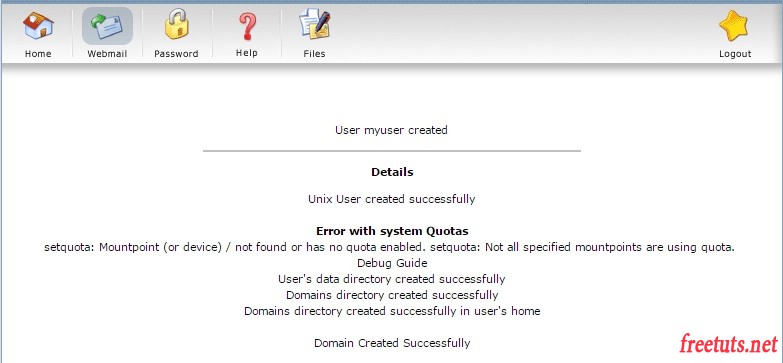 Home
Webmail
Password
Help
Files
Logout
User myuser created
Details
Unix User created successfully
Error with system Quotas
setquota: Mountpoint (or device) / not found or has no quota enabled. setquota: Not all specified mountpoints are using quota.
Debug Guide
User's data directory created successfully
Domains directory created successfully
Domains directory created successfully in user's home
Domain Created Successfully
freetuts.net